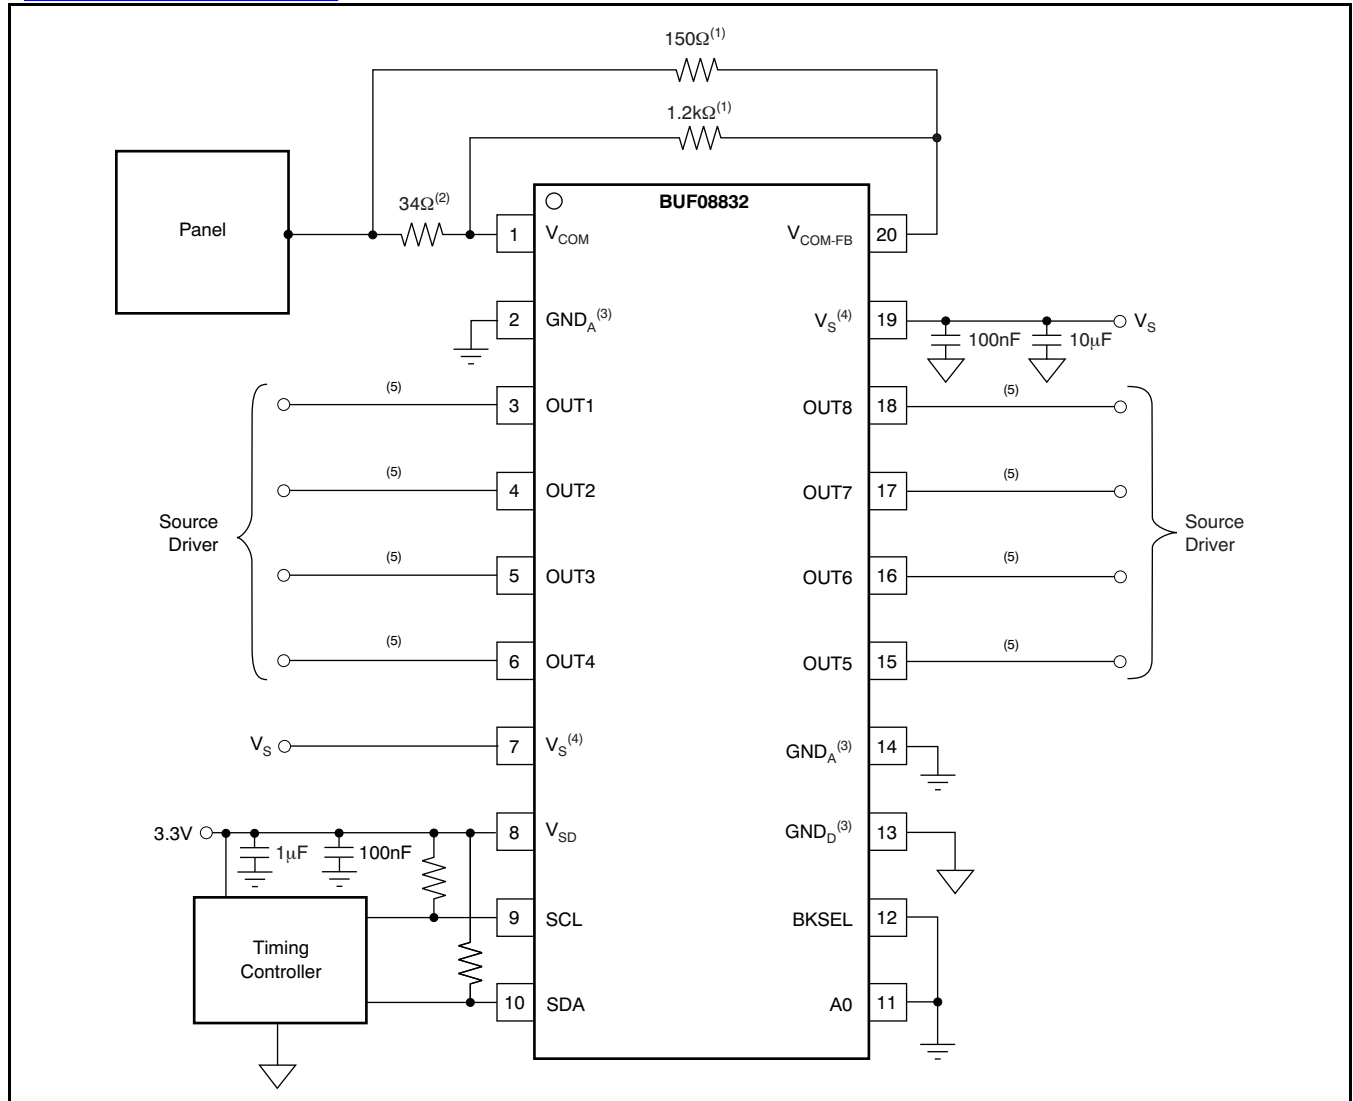 150Ω(1)
1.2kΩ(1)
BUF08832
Panel
34Ω(2)
1 VCOM
VCOM-FB 20
2 GNDA(3)
VS(4) 19
VS
100nF
10μF
(5)
3 OUT1
OUT8 18
(5)
(5)
4 OUT2
OUT7 17
(5)
Source
Driver
Source
Driver
(5)
5 OUT3
OUT6 16
(5)
(5)
6 OUT4
OUT5 15
(5)
VS
7 VS(4)
GNDA(3) 14
3.3V
8 VSD
GNDD(3) 13
1μF
100nF
9 SCL
BKSEL 12
Timing
Controller
10 SDA
A0 11